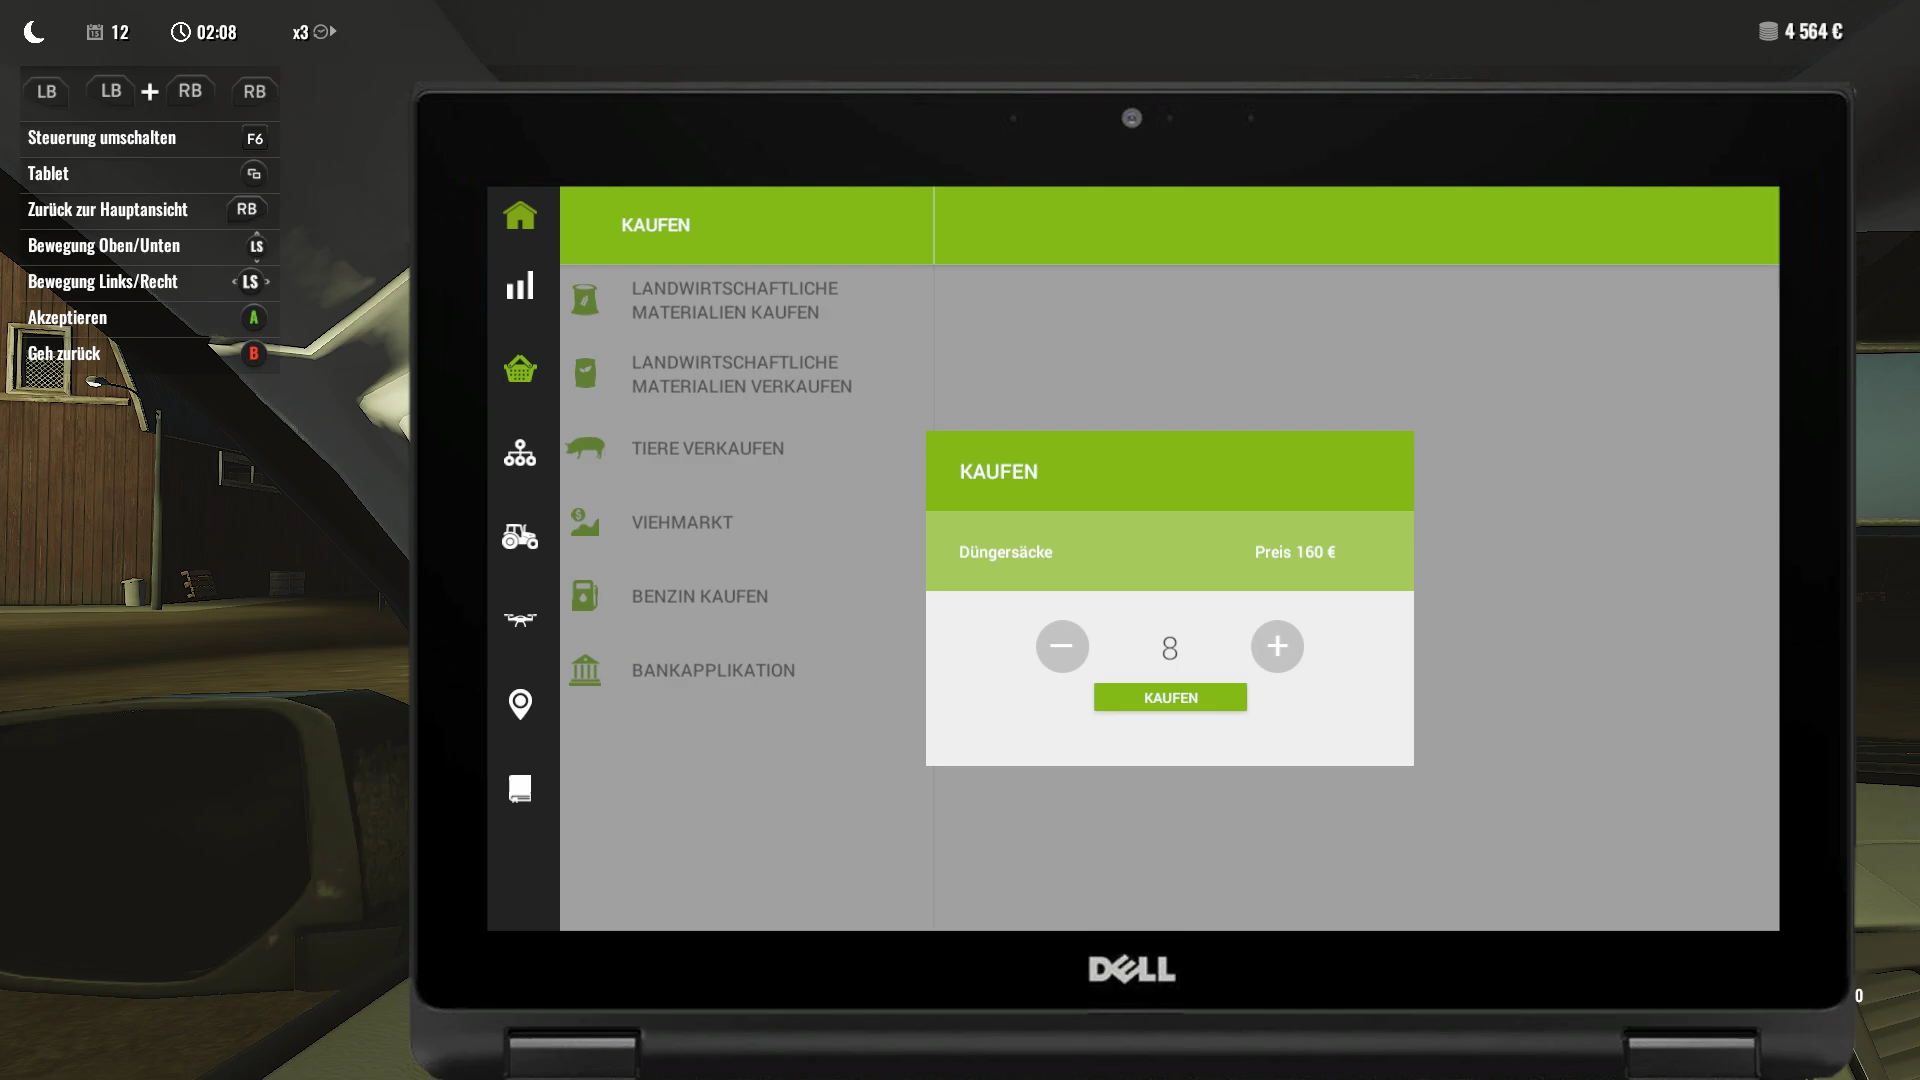 12
02:08
x3
4 564 €
LB
LB + RB
RB
Steuerung umschalten F6
Tablet
Zurück zur Hauptansicht RB
Bewegung Oben/Unten LS
Bewegung Links/Recht < LS >
Akzeptieren A
Geh zurück B
KAUFEN
LANDWIRTSCHAFTLICHE
MATERIALIEN KAUFEN
LANDWIRTSCHAFTLICHE
MATERIALIEN VERKAUFEN
TIERE VERKAUFEN
VIEHMARKT
BENZIN KAUFEN
BANKAPPLIKATION
KAUFEN
Düngersäcke Preis 160 €
− 8 +
KAUFEN
DELL
0